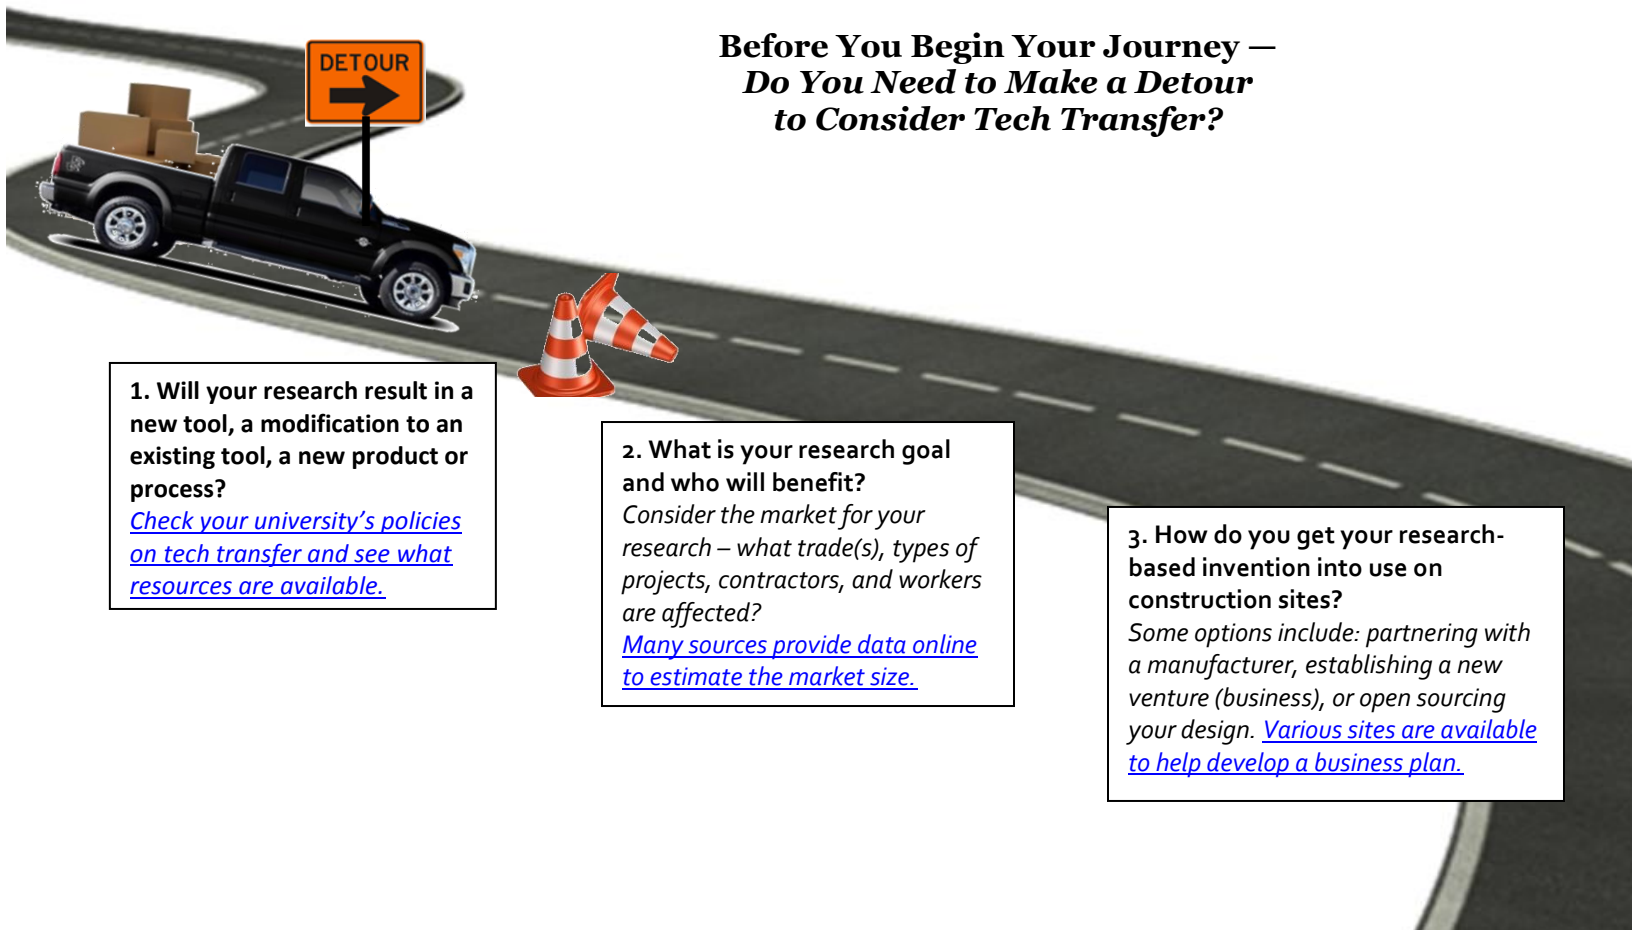 Before You Begin Your Journey —
Do You Need to Make a Detour
to Consider Tech Transfer?
DETOUR
1. Will your research result in a
new tool, a modification to an
existing tool, a new product or
process?
Check your university’s policies
on tech transfer and see what
resources are available.
2. What is your research goal
and who will benefit?
Consider the market for your
research – what trade(s), types of
projects, contractors, and workers
are affected?
Many sources provide data online
to estimate the market size.
3. How do you get your research-
based invention into use on
construction sites?
Some options include: partnering with
a manufacturer, establishing a new
venture (business), or open sourcing
your design. Various sites are available
to help develop a business plan.